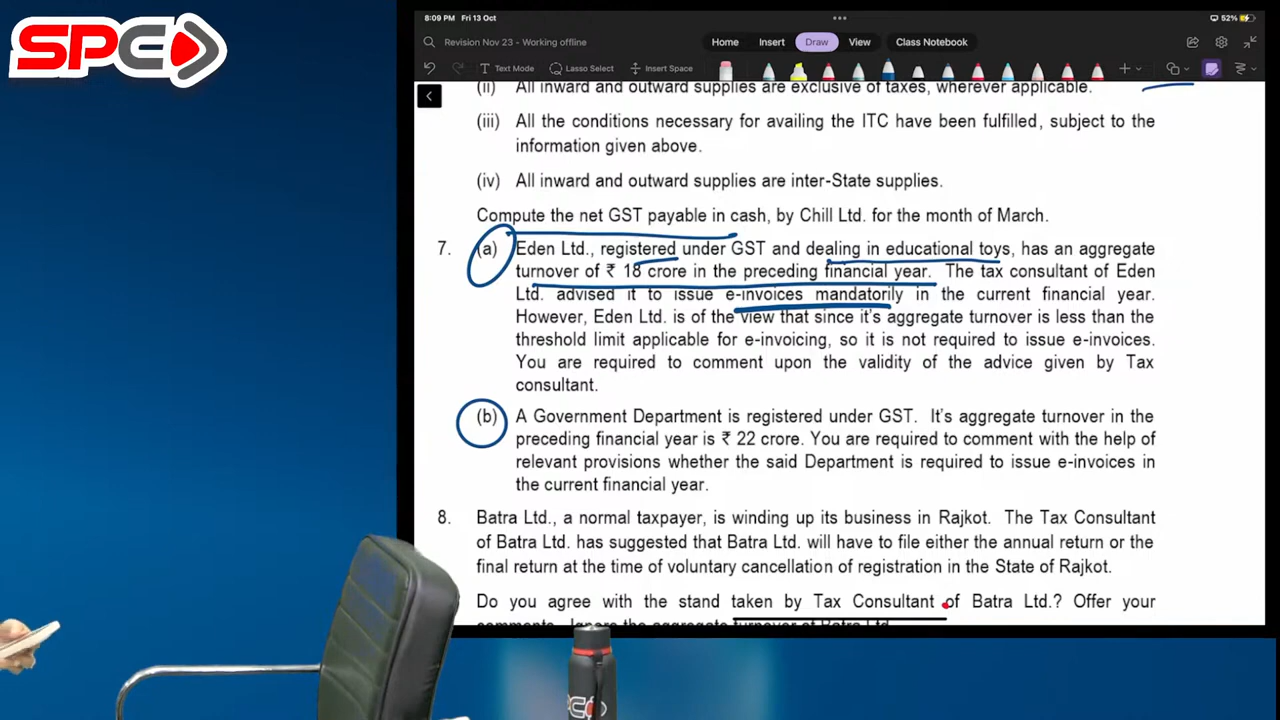 SPC
8:09 PM Fri 13 Oct
52%
Revision Nov 23 - Working offline
Home Insert Draw View Class Notebook
Text Mode Lasso Select Insert Space
(ii) All inward and outward supplies are exclusive of taxes, wherever applicable.
(iii) All the conditions necessary for availing the ITC have been fulfilled, subject to the
information given above.
(iv) All inward and outward supplies are inter-State supplies.
Compute the net GST payable in cash, by Chill Ltd. for the month of March.
7. (a) Eden Ltd., registered under GST and dealing in educational toys, has an aggregate
turnover of ₹ 18 crore in the preceding financial year. The tax consultant of Eden
Ltd. advised it to issue e-invoices mandatorily in the current financial year.
However, Eden Ltd. is of the view that since it's aggregate turnover is less than the
threshold limit applicable for e-invoicing, so it is not required to issue e-invoices.
You are required to comment upon the validity of the advice given by Tax
consultant.
(b) A Government Department is registered under GST. It's aggregate turnover in the
preceding financial year is ₹ 22 crore. You are required to comment with the help of
relevant provisions whether the said Department is required to issue e-invoices in
the current financial year.
8. Batra Ltd., a normal taxpayer, is winding up its business in Rajkot. The Tax Consultant
of Batra Ltd. has suggested that Batra Ltd. will have to file either the annual return or the
final return at the time of voluntary cancellation of registration in the State of Rajkot.
Do you agree with the stand taken by Tax Consultant of Batra Ltd.? Offer your
comments. Ignore the aggregate turnover of Batra Ltd.